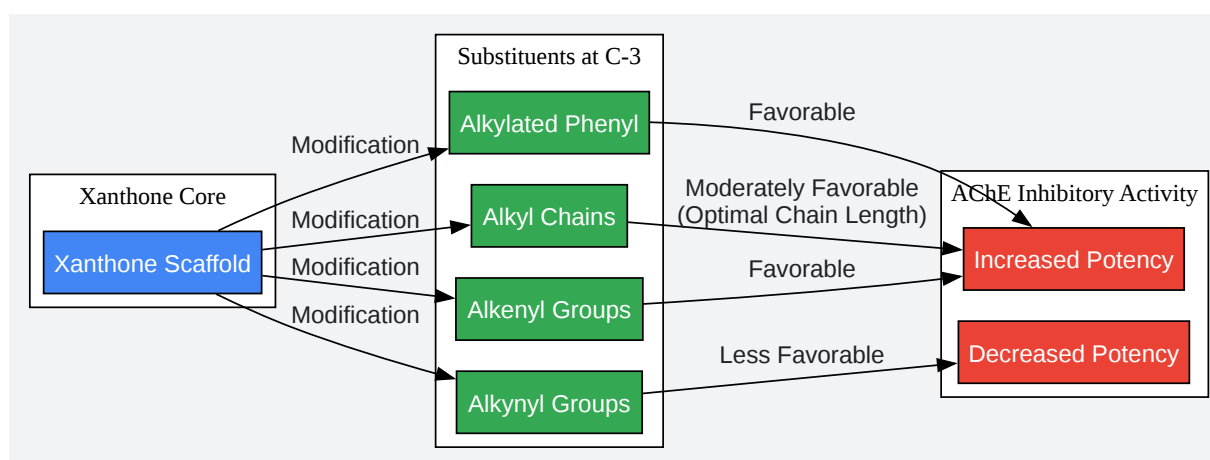 Xanthone Core
Xanthone Scaffold
Modification
Modification
Modification
Modification
Substituents at C-3
Alkylated Phenyl
Alkyl Chains
Alkenyl Groups
Alkynyl Groups
Favorable
Moderately Favorable
(Optimal Chain Length)
Favorable
Less Favorable
AChE Inhibitory Activity
Increased Potency
Decreased Potency